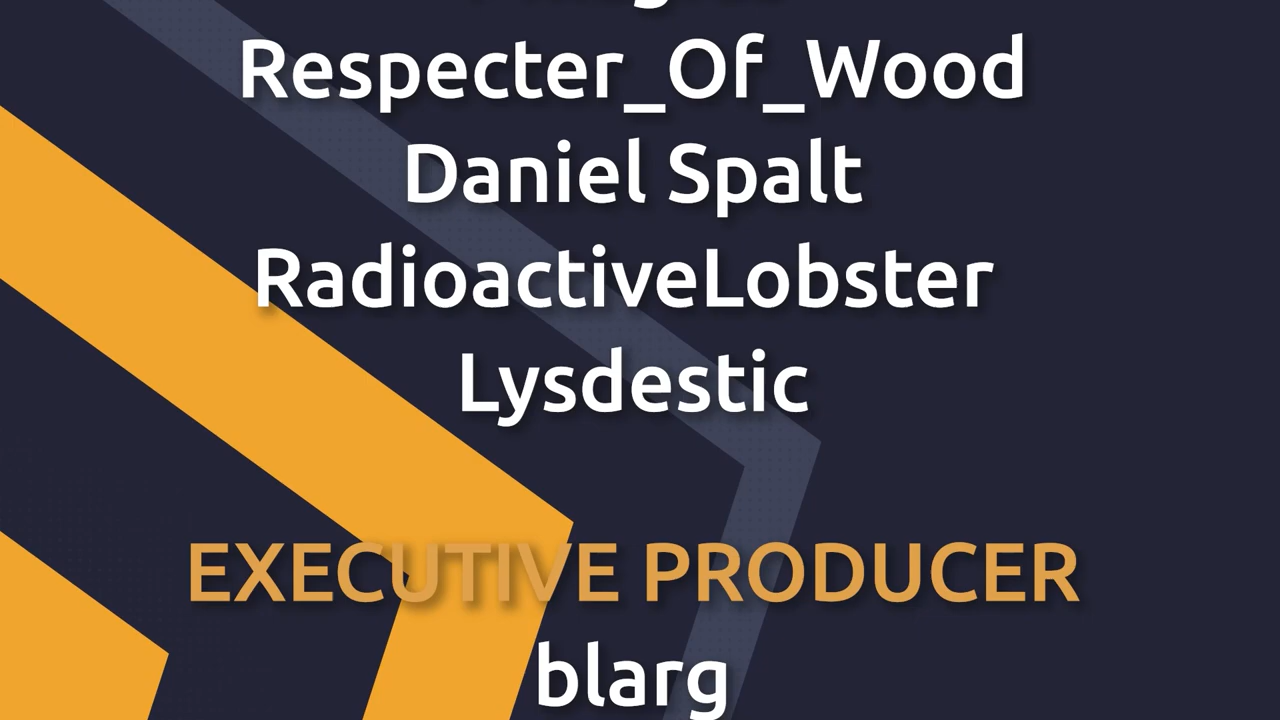 Respecter_Of_Wood
Daniel Spalt
RadioactiveLobster
Lysdestic
EXECUTIVE PRODUCER
blarg